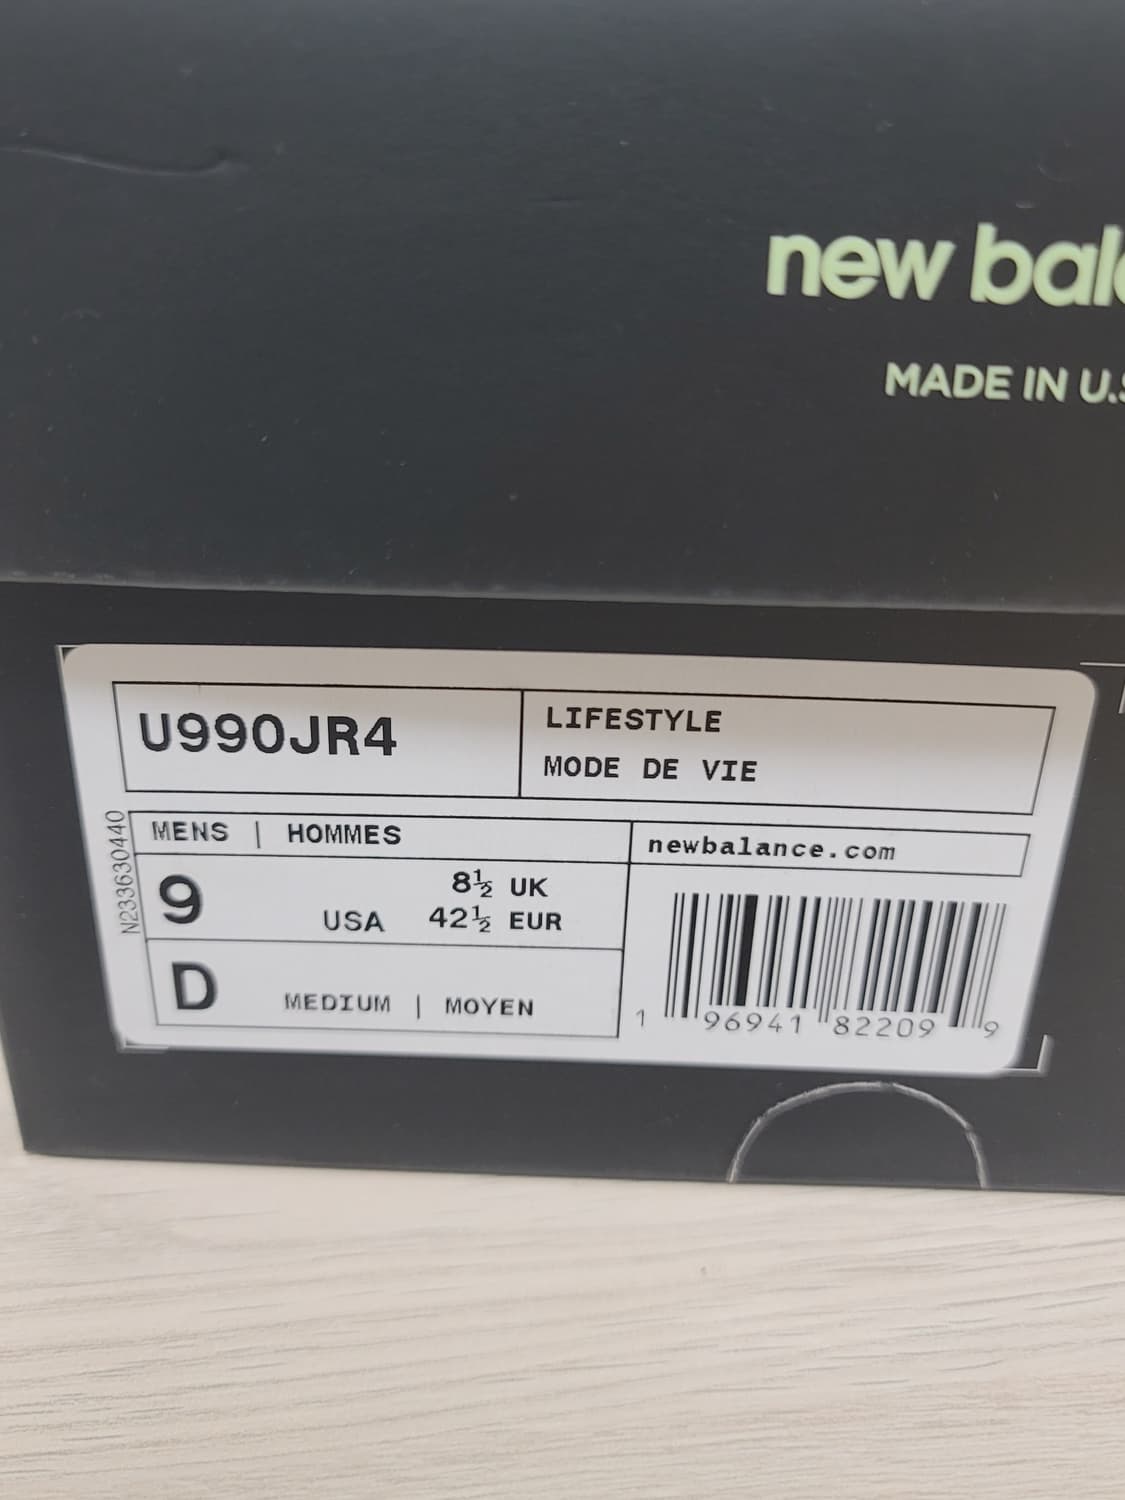 new bal
MADE IN U.S
U990JR4
LIFESTYLE
MODE DE VIE
MENS | HOMMES
newbalance.com
N233630440
9 USA 8½ UK
42½ EUR
D MEDIUM | MOYEN
1 96941 82209 9